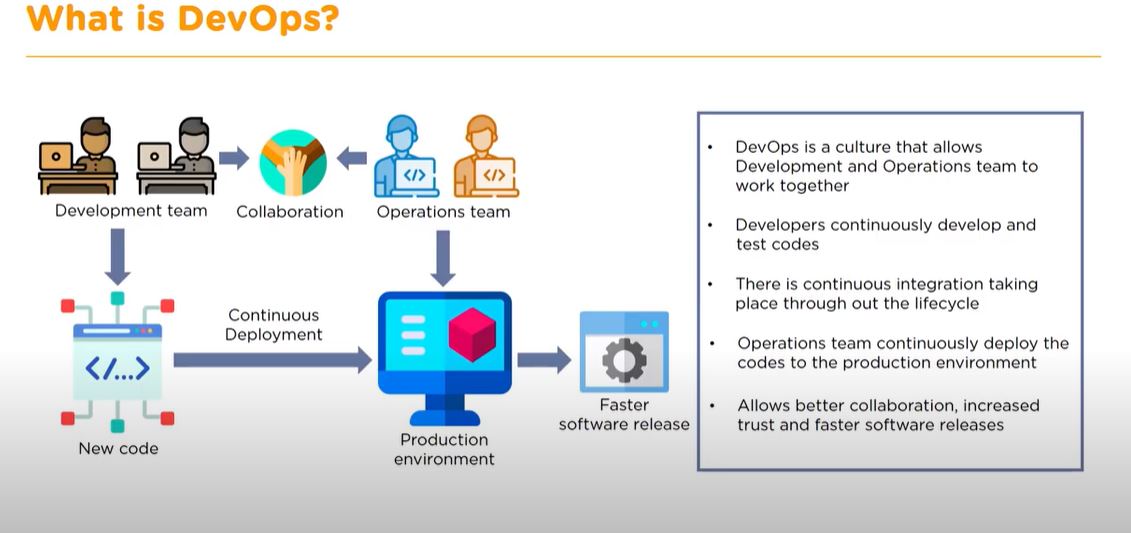 What is DevOps?
Development team
Collaboration
Operations team
</>
</>
Continuous
Deployment
</...>
New code
Production
environment
Faster
software release
• DevOps is a culture that allows
Development and Operations team to
work together
• Developers continuously develop and
test codes
• There is continuous integration taking
place through out the lifecycle
• Operations team continuously deploy the
codes to the production environment
• Allows better collaboration, increased
trust and faster software releases